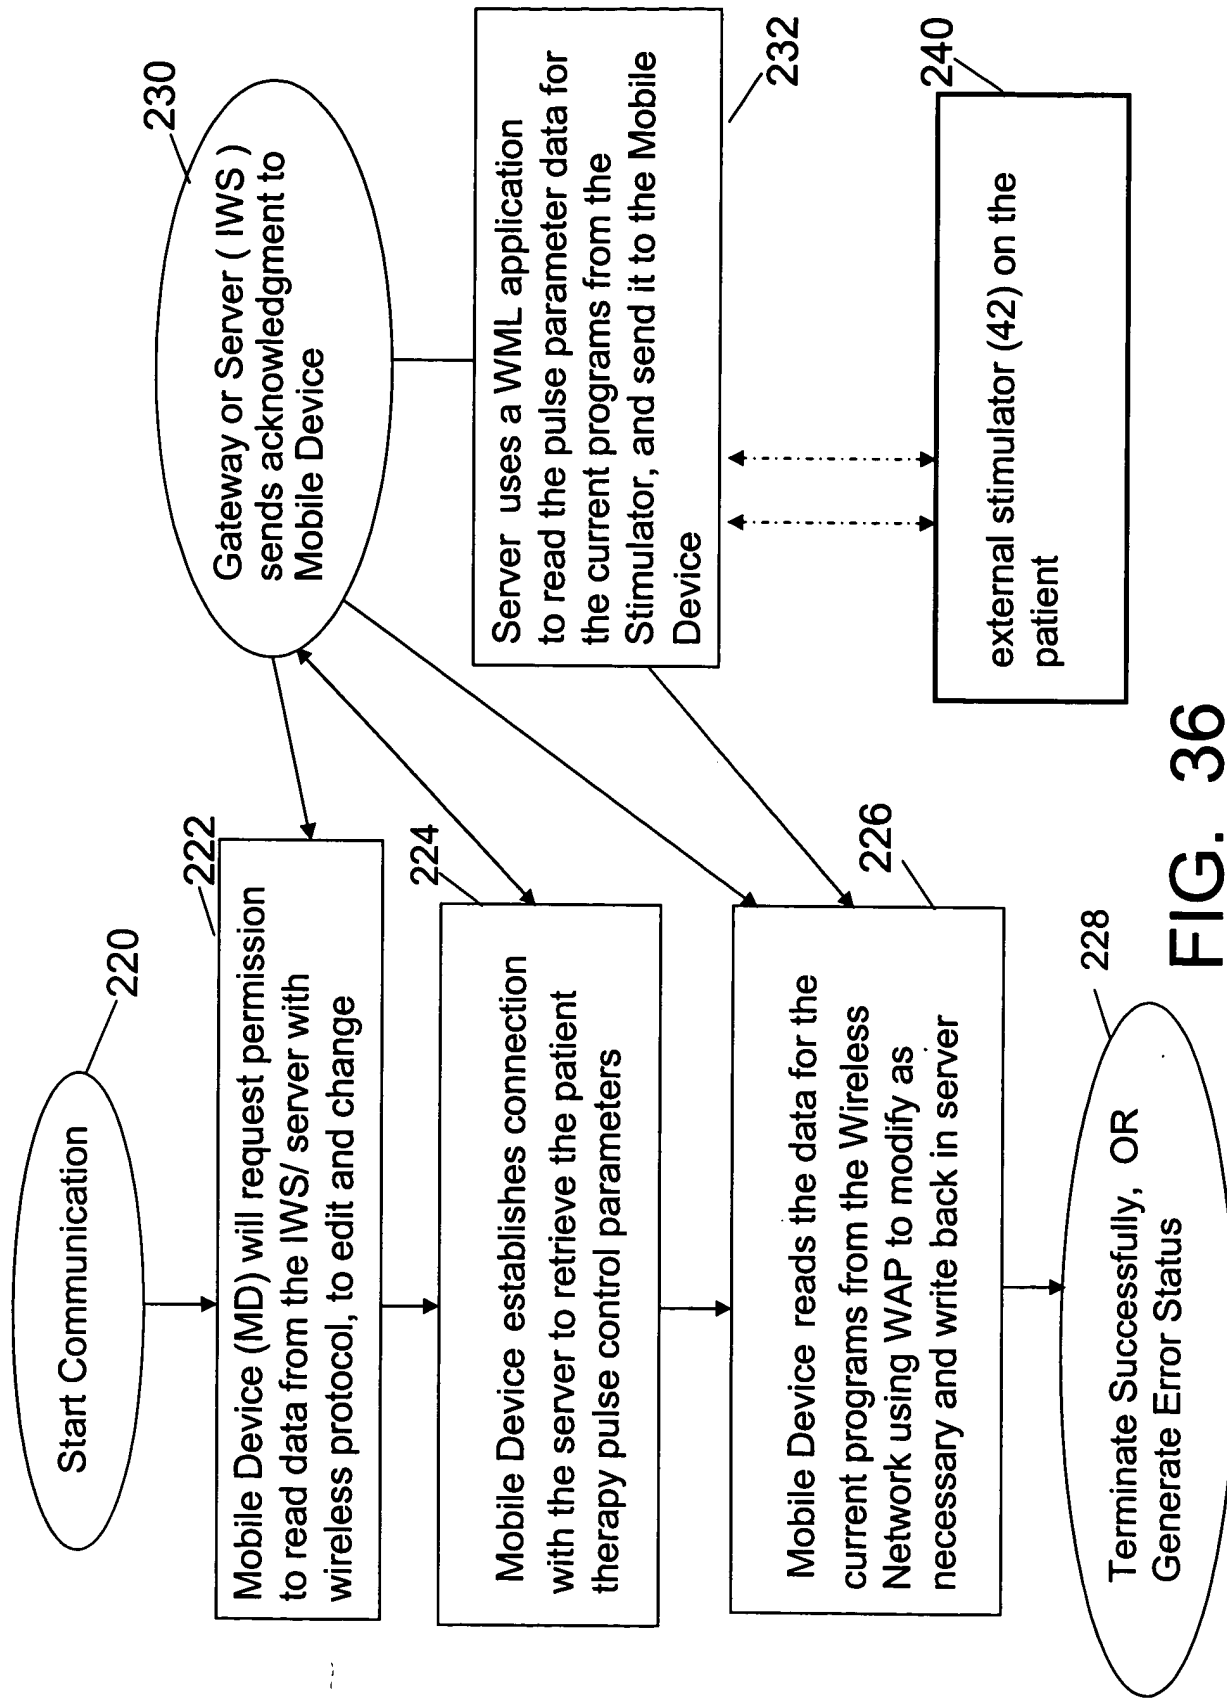 Start Communication
220
222
Mobile Device (MD) will request permission
to read data from the IWS/ server with
wireless protocol, to edit and change
224
Mobile Device establishes connection
with the server to retrieve the patient
therapy pulse control parameters
226
Mobile Device reads the data for the
current programs from the Wireless
Network using WAP to modify as
necessary and write back in server
228
Terminate Successfully, OR
Generate Error Status
230
Gateway or Server ( IWS )
sends acknowledgment to
Mobile Device
Server uses a WML application
to read the pulse parameter data for
the current programs from the
Stimulator, and send it to the Mobile
Device
232
240
external stimulator (42) on the
patient
FIG. 36